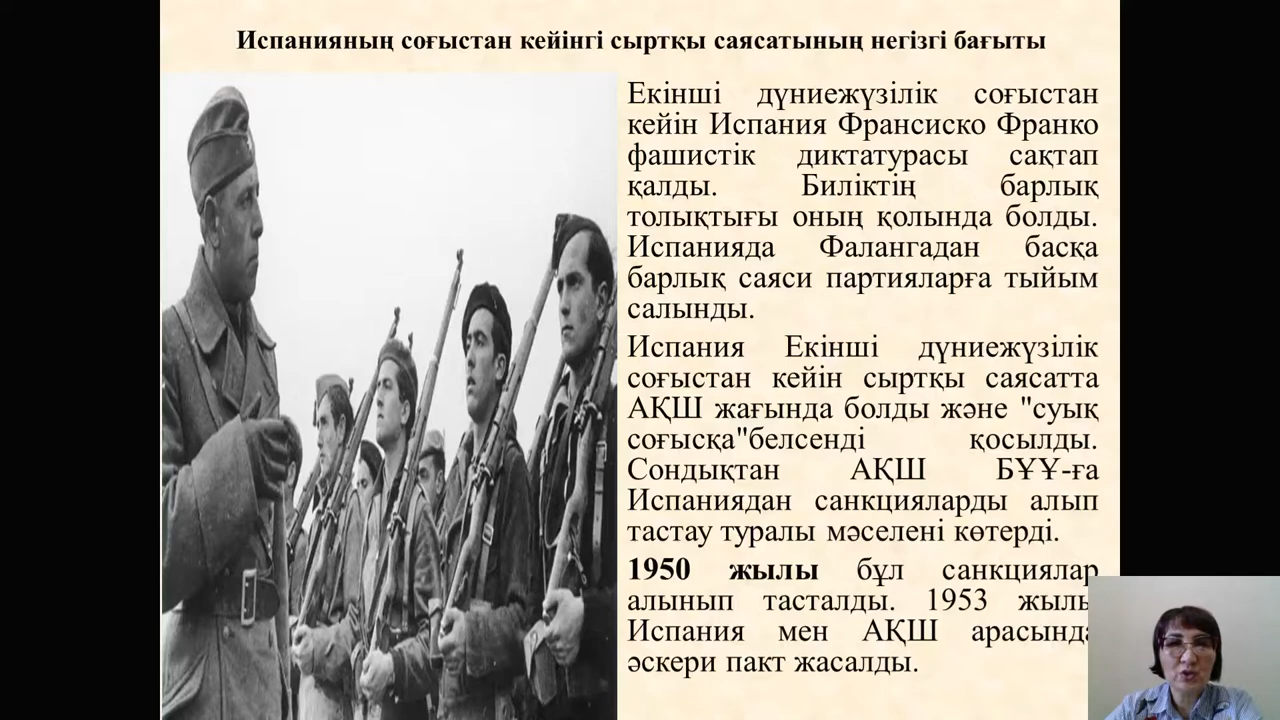 Испанияның соғыстан кейінгі сыртқы саясатының негізгі бағыты
Екінші дүниежүзілік соғыстан
кейін Испания Франсиско Франко
фашистік диктатурасы сақтап
қалды. Биліктің барлық
толықтығы оның қолында болды.
Испанияда Фалангадан басқа
барлық саяси партияларға тыйым
салынды.
Испания Екінші дүниежүзілік
соғыстан кейін сыртқы саясатта
АҚШ жағында болды және "суық
соғысқа"белсенді қосылды.
Сондықтан АҚШ БҰҰ-ға
Испаниядан санкцияларды алып
тастау туралы мәселені көтерді.
1950 жылы бұл санкциялар
алынып тасталды. 1953 жылы
Испания мен АҚШ арасында
әскери пакт жасалды.